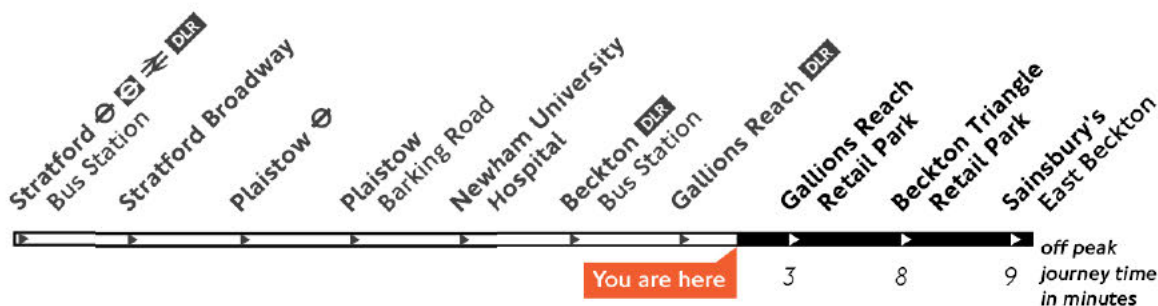 Stratford DLR
Bus Station
Stratford Broadway
Plaistow
Plaistow
Barking Road
Newham University
Hospital
Beckton DLR
Bus Station
Gallions Reach DLR
Gallions Reach
Retail Park
Beckton Triangle
Retail Park
Sainsbury's
East Beckton
You are here
3
8
9
off peak
journey time
in minutes